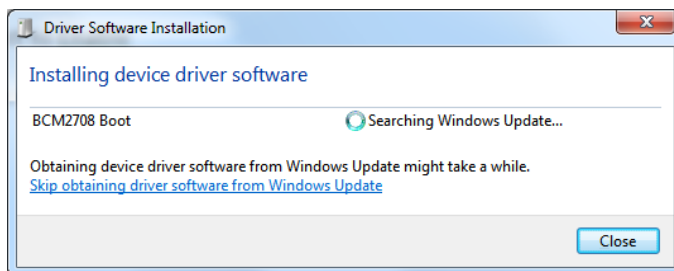 Driver Software Installation
Installing device driver software
BCM2708 Boot
Searching Windows Update...
Obtaining device driver software from Windows Update might take a while.
Skip obtaining driver software from Windows Update
Close